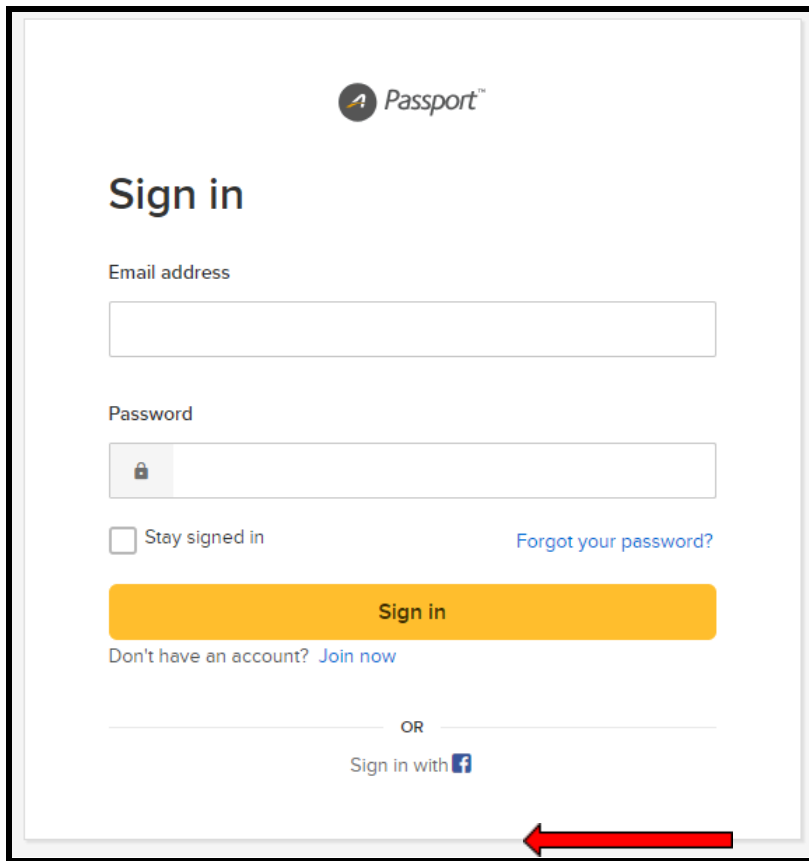 Passport™
Sign in
Email address
Password
Stay signed in
Forgot your password?
Sign in
Don't have an account? Join now
OR
Sign in with